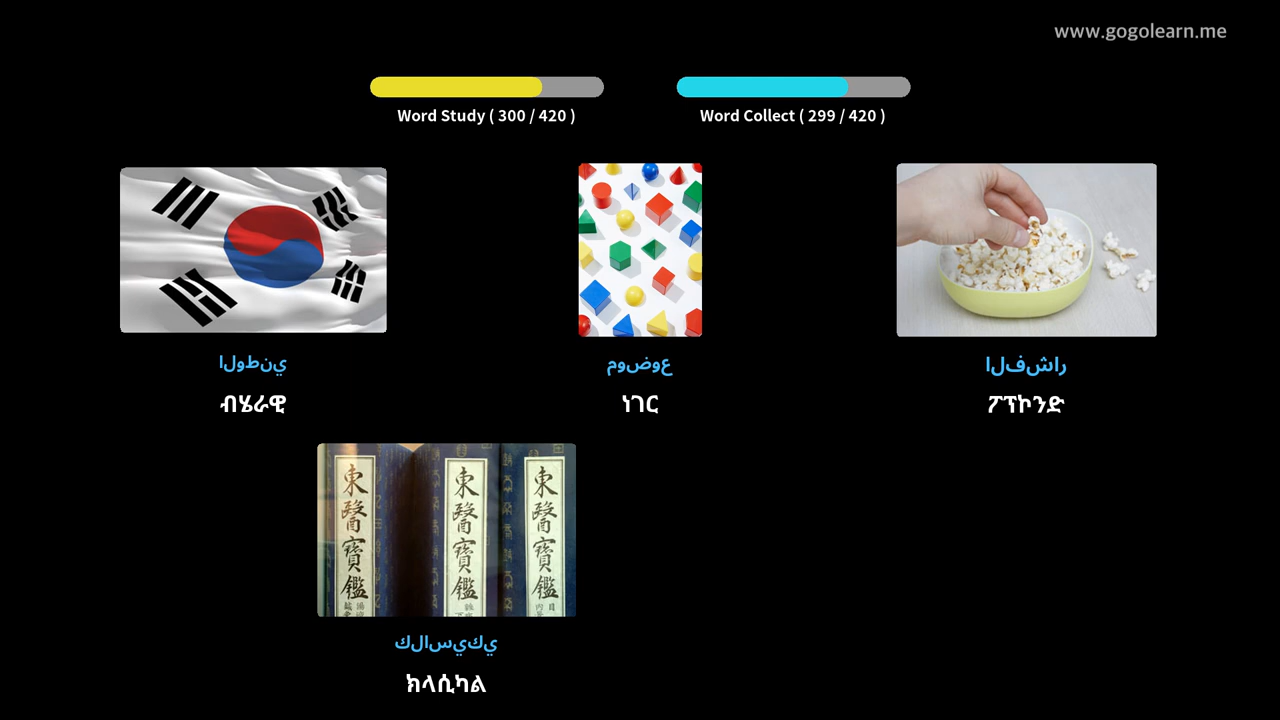 www.gogolearn.me
Word Study ( 300 / 420 )
Word Collect ( 299 / 420 )
الوطني
ብሄራዊ
موضوع
ነገር
الفشار
ፖፕኮንድ
東醫寶鑑
東醫寶鑑
東醫寶鑑
كلاسيكي
ክላሲካል